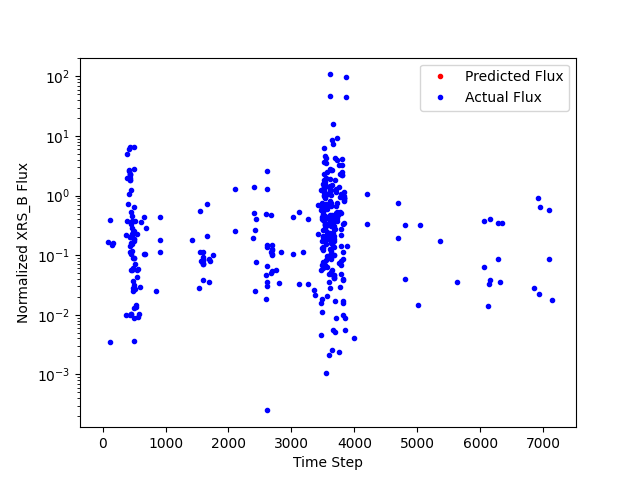 Predicted Flux
Actual Flux
Normalized XRS_B Flux
10²
10¹
10⁰
10⁻¹
10⁻²
10⁻³
0 1000 2000 3000 4000 5000 6000 7000
Time Step